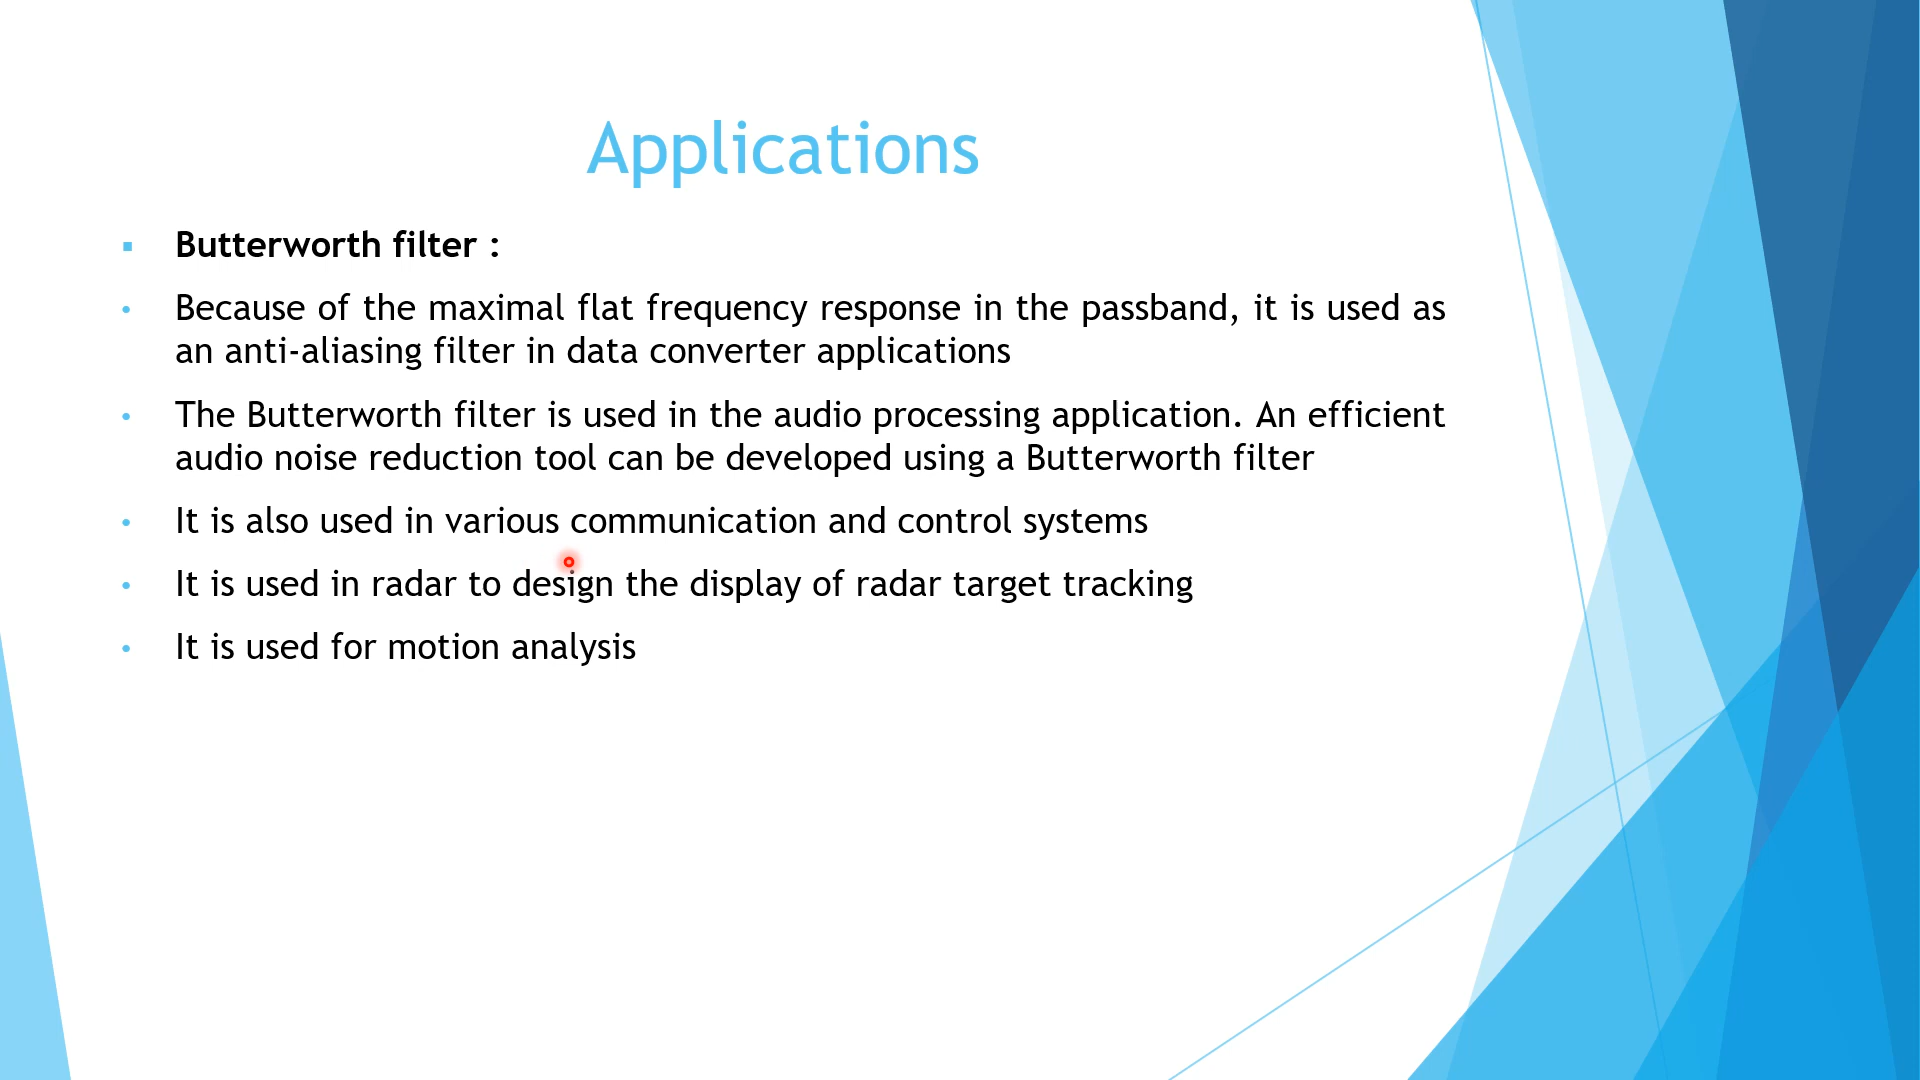 Applications
Butterworth filter :
Because of the maximal flat frequency response in the passband, it is used as
an anti-aliasing filter in data converter applications
The Butterworth filter is used in the audio processing application. An efficient
audio noise reduction tool can be developed using a Butterworth filter
It is also used in various communication and control systems
It is used in radar to design the display of radar target tracking
It is used for motion analysis